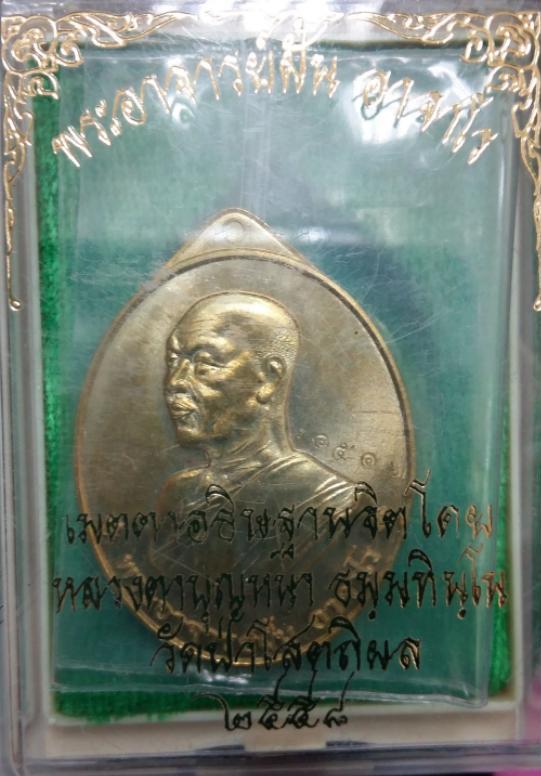 พระอาจารย์ฝั้น อาจาโร
เมตตาอธิษฐานจิตโดย
หลวงตาบุญหนา ธมฺมทินฺโน
วัดป่าโสตถิผล
๒๕๕๘